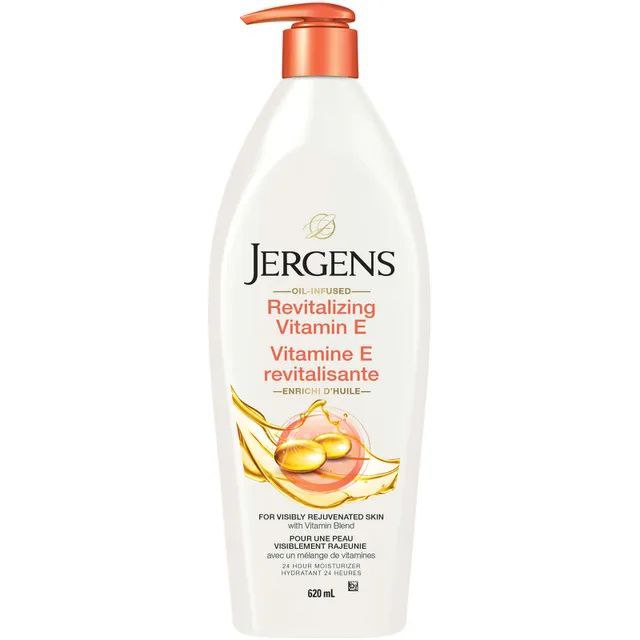 JERGENS
OIL-INFUSED
Revitalizing
Vitamin E
Vitamine E
revitalisante
ENRICHI D'HUILE
FOR VISIBLY REJUVENATED SKIN
with Vitamin Blend
POUR UNE PEAU
VISIBLEMENT RAJEUNIE
avec un mélange de vitamines
24 HOUR MOISTURIZER
HYDRATANT 24 HEURES
620 mL